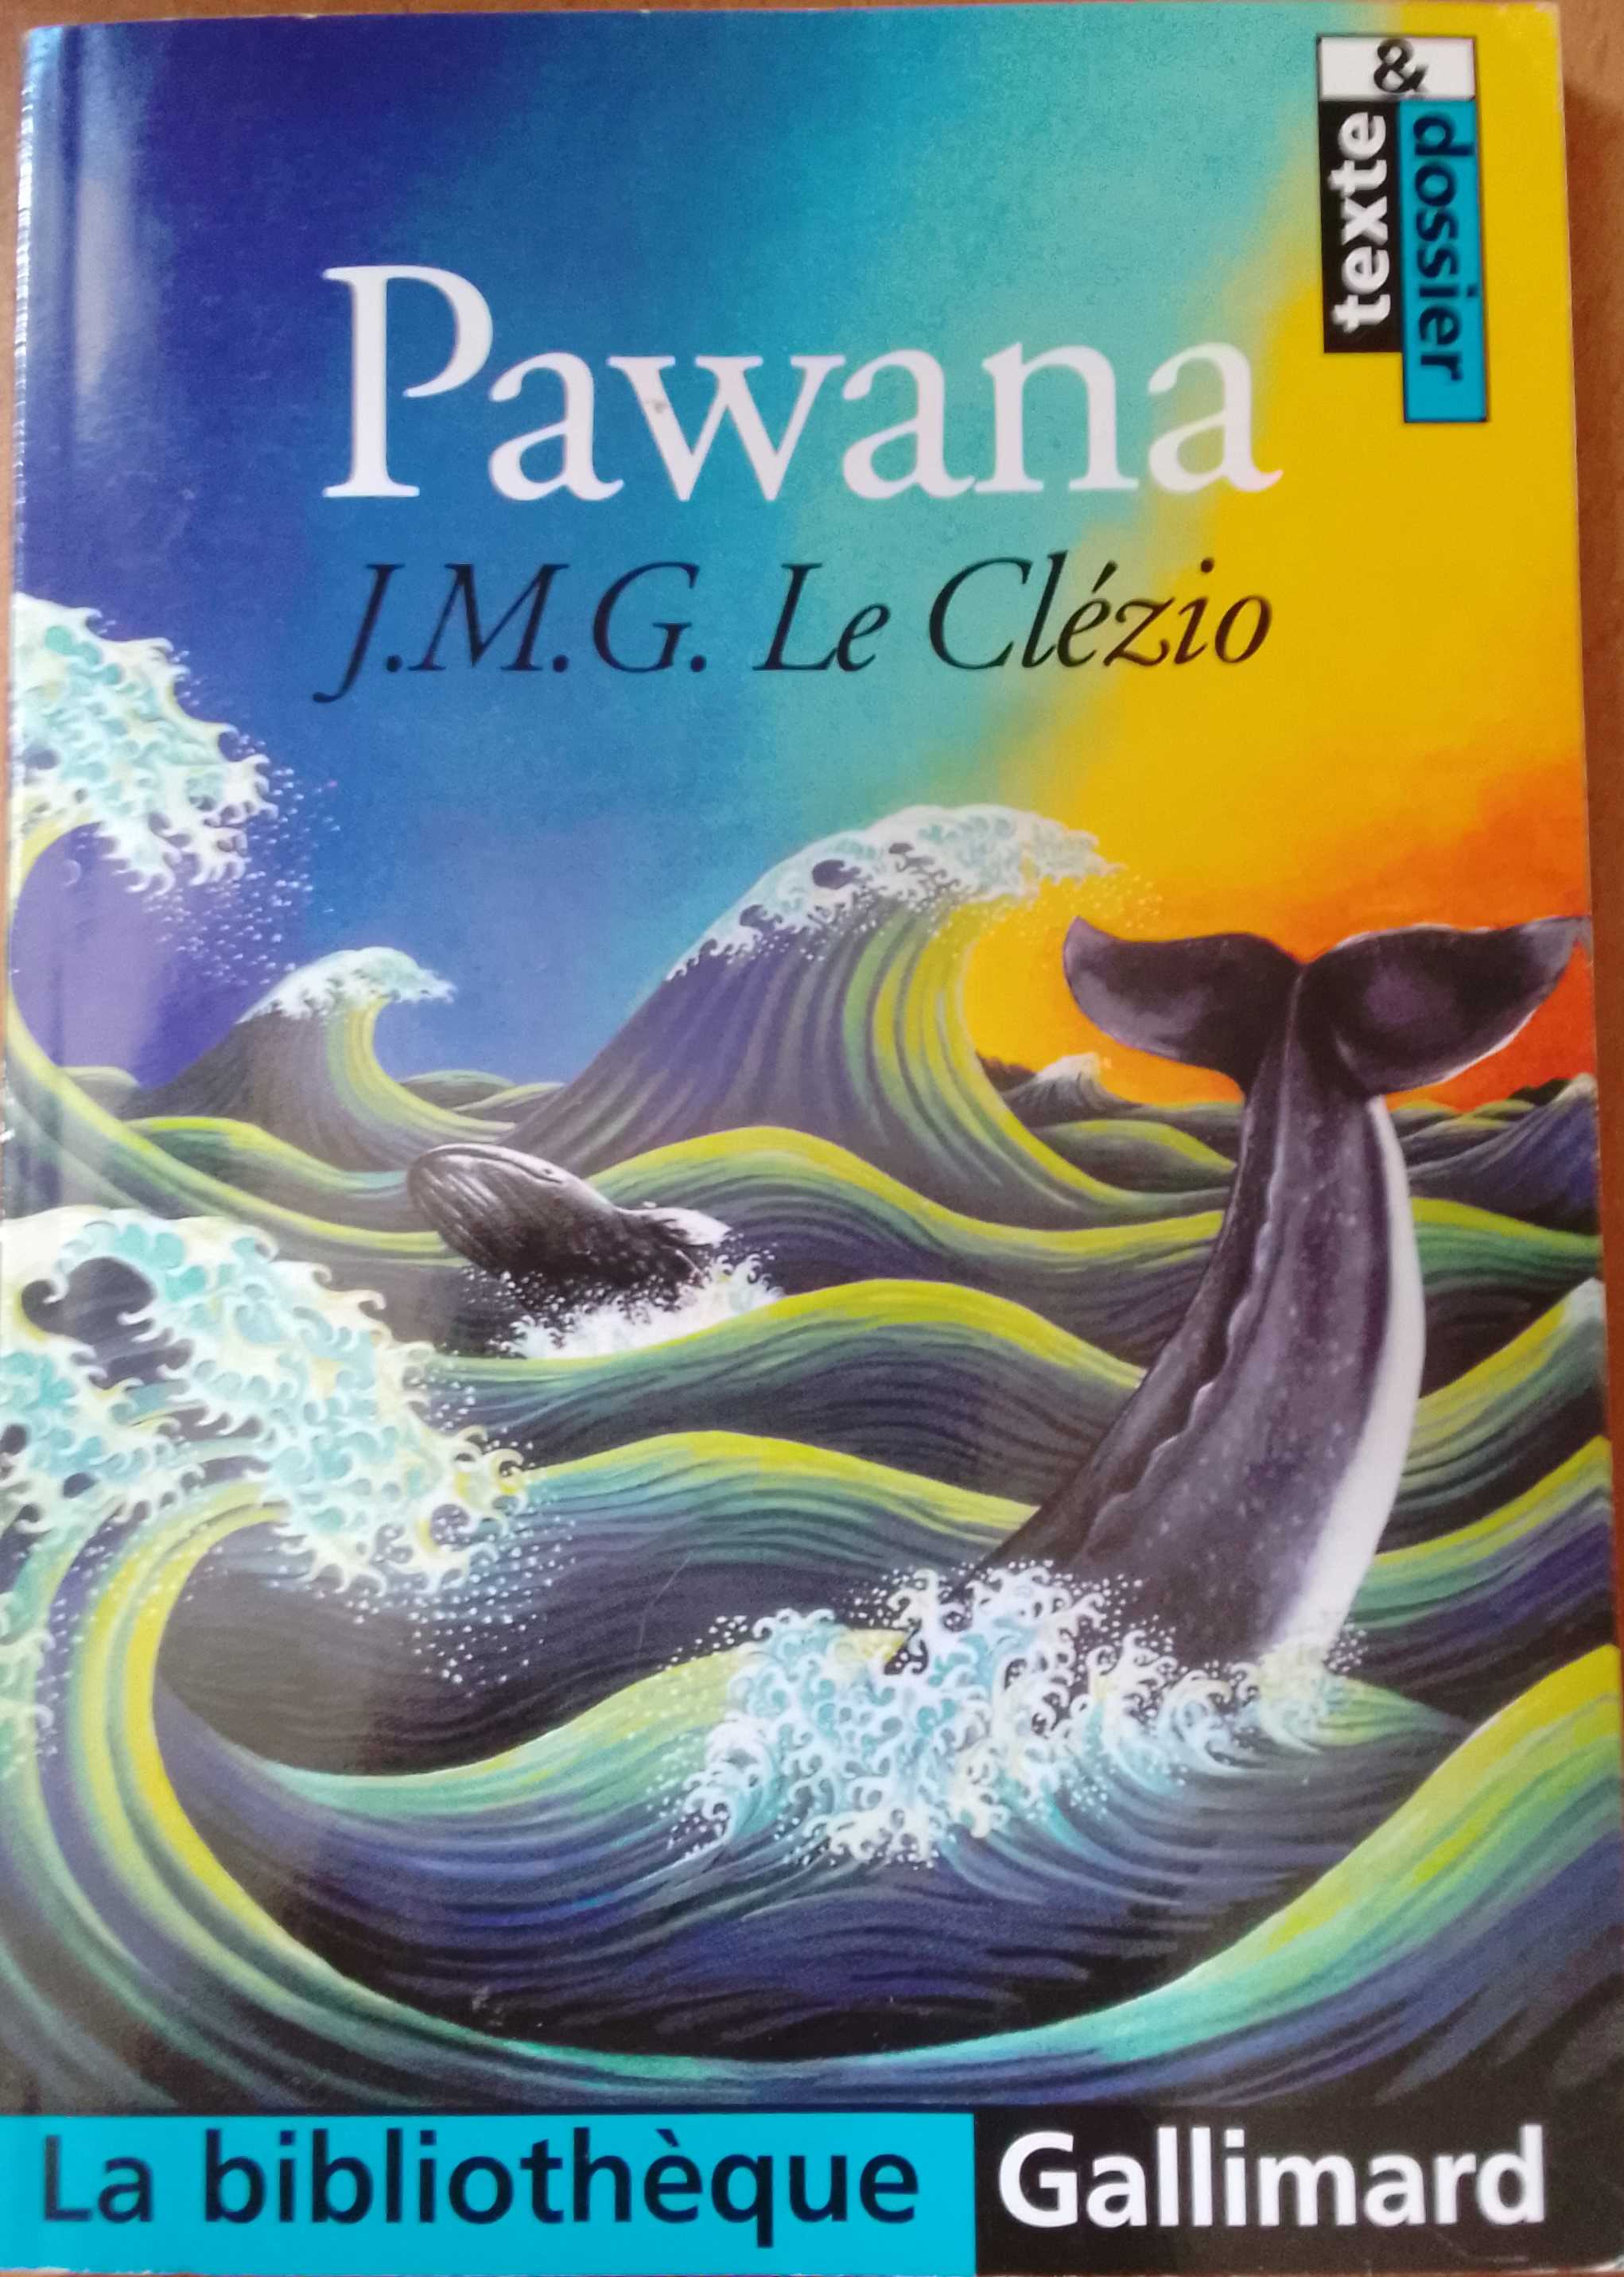 texte
&
dossier
Pawana
J.M.G. Le Clézio
La bibliothèque Gallimard